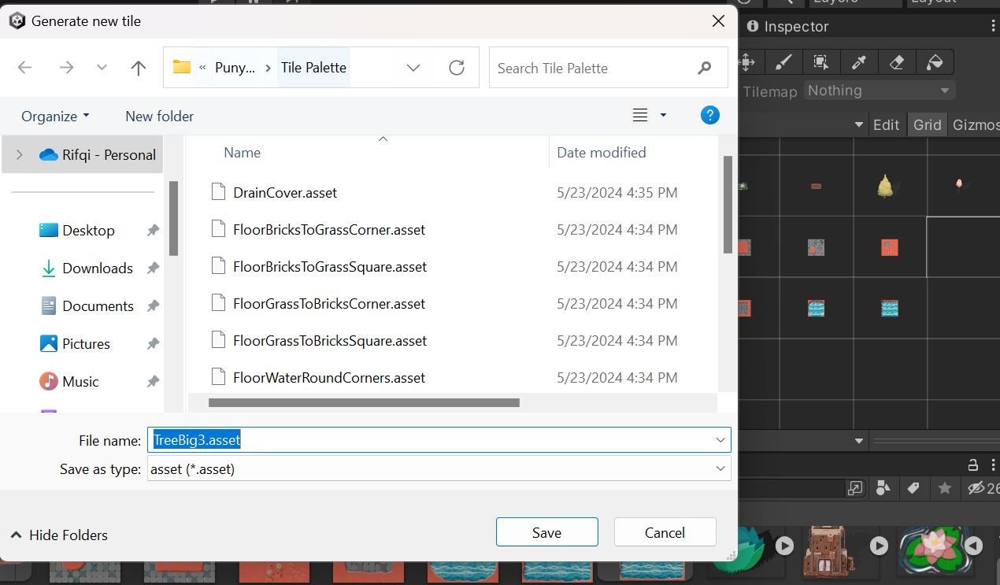 Generate new tile
Layers
Layout
Inspector
« Puny... > Tile Palette
Search Tile Palette
Tilemap Nothing
Organize
New folder
Edit Grid Gizmos
Rifqi - Personal
Name
Date modified
DrainCover.asset 5/23/2024 4:35 PM
FloorBricksToGrassCorner.asset 5/23/2024 4:34 PM
Desktop
FloorBricksToGrassSquare.asset 5/23/2024 4:34 PM
Downloads
FloorGrassToBricksCorner.asset 5/23/2024 4:34 PM
Documents
FloorGrassToBricksSquare.asset 5/23/2024 4:34 PM
Pictures
FloorWaterRoundCorners.asset 5/23/2024 4:34 PM
Music
File name: TreeBig3.asset
Save as type: asset (*.asset)
26
Hide Folders
Save
Cancel